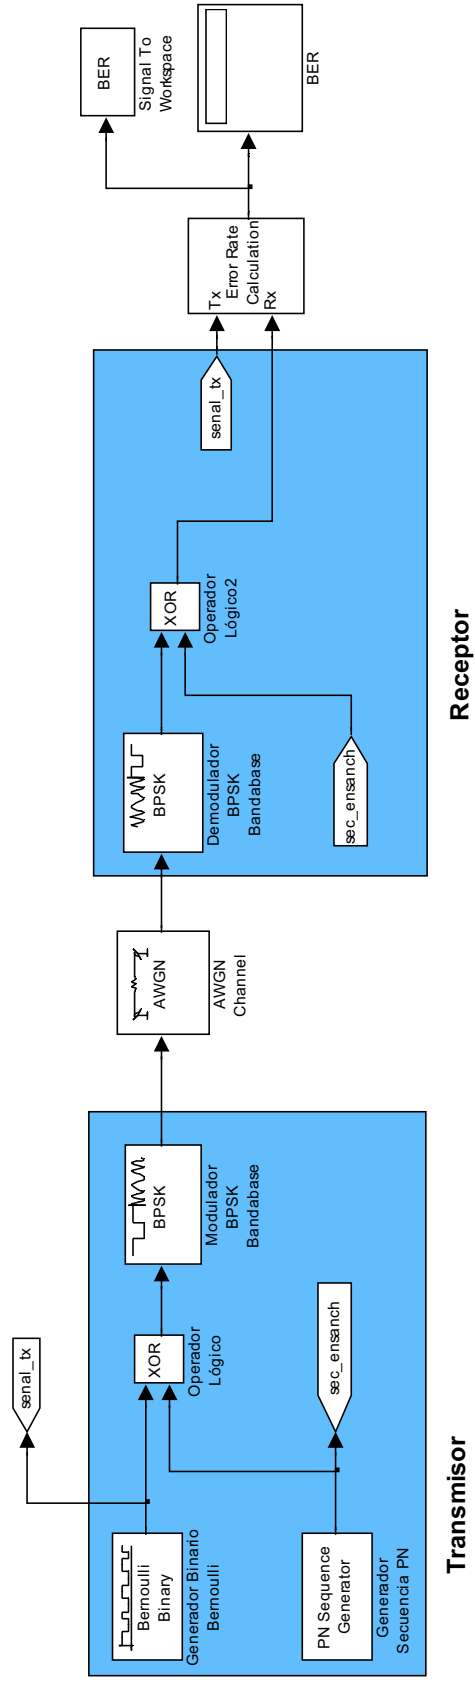 senal_tx
Bernoulli
Binary
Generador Binario
Bernoulli
PN Sequence
Generator
Generador
Secuencia PN
XOR
Operador
Lógico
sec_ensanch
BPSK
Modulador
BPSK
Bandabase
Transmisor
AWGN
AWGN
Channel
BPSK
Demodulador
BPSK
Bandabase
sec_ensanch
XOR
Operador
Lógico2
senal_tx
Receptor
Tx
Error Rate
Calculation
Rx
BER
Signal To
Workspace
BER